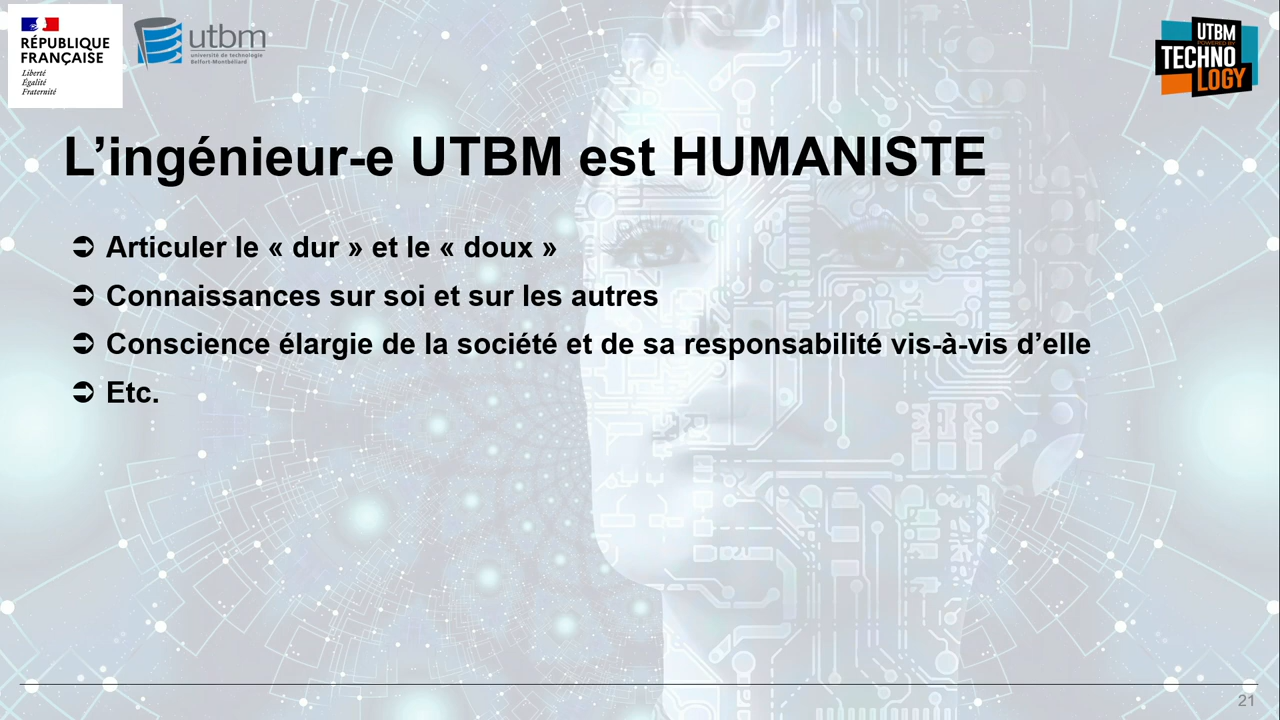 RÉPUBLIQUE
FRANÇAISE
Liberté
Égalité
Fraternité
utbm
université de technologie
Belfort-Montbéliard
UTBM
POWERED BY
TECHNO
LOGY
L’ingénieur-e UTBM est HUMANISTE
➲ Articuler le « dur » et le « doux »
➲ Connaissances sur soi et sur les autres
➲ Conscience élargie de la société et de sa responsabilité vis-à-vis d’elle
➲ Etc.
21